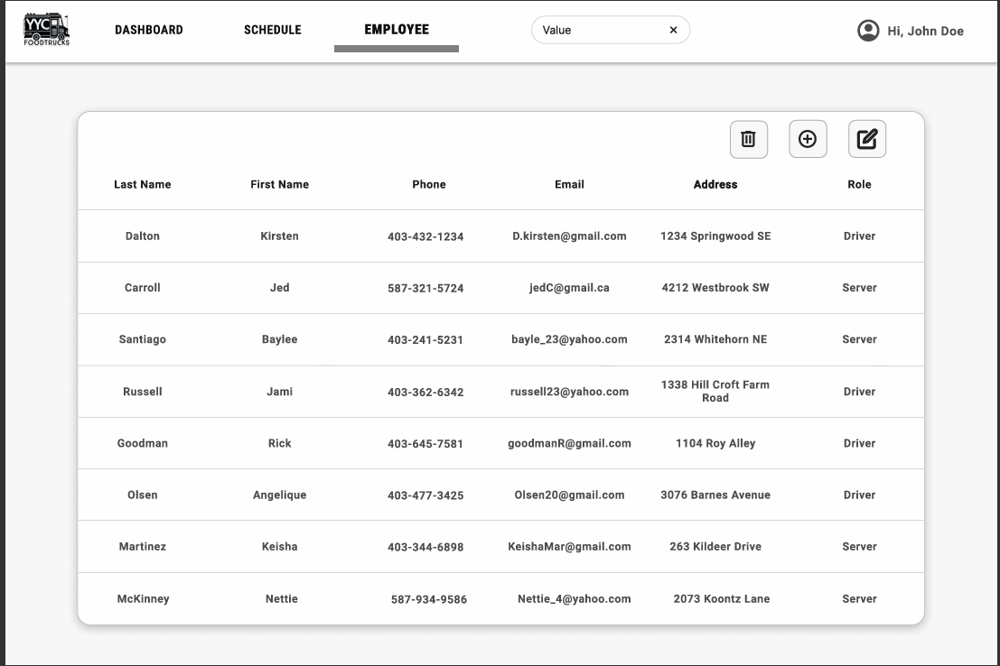 YYC
FOODTRUCKS
DASHBOARD SCHEDULE EMPLOYEE Value × Hi, John Doe
Last Name First Name Phone Email Address Role
Dalton Kirsten 403-432-1234 D.kirsten@gmail.com 1234 Springwood SE Driver
Carroll Jed 587-321-5724 jedC@gmail.ca 4212 Westbrook SW Server
Santiago Baylee 403-241-5231 bayle_23@yahoo.com 2314 Whitehorn NE Server
Russell Jami 403-362-6342 russell23@yahoo.com 1338 Hill Croft Farm Driver
Road
Goodman Rick 403-645-7581 goodmanR@gmail.com 1104 Roy Alley Driver
Olsen Angelique 403-477-3425 Olsen20@gmail.com 3076 Barnes Avenue Driver
Martinez Keisha 403-344-6898 KeishaMar@gmail.com 263 Kildeer Drive Server
McKinney Nettie 587-934-9586 Nettie_4@yahoo.com 2073 Koontz Lane Server